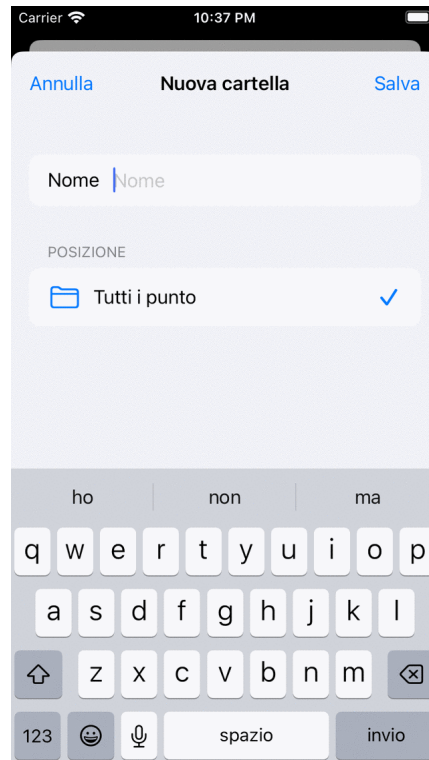 Carrier 10:37 PM
Annulla Nuova cartella Salva
Nome Nome
POSIZIONE
Tutti i punto
ho non ma
q w e r t y u i o p
a s d f g h j k l
z x c v b n m
123 spazio invio